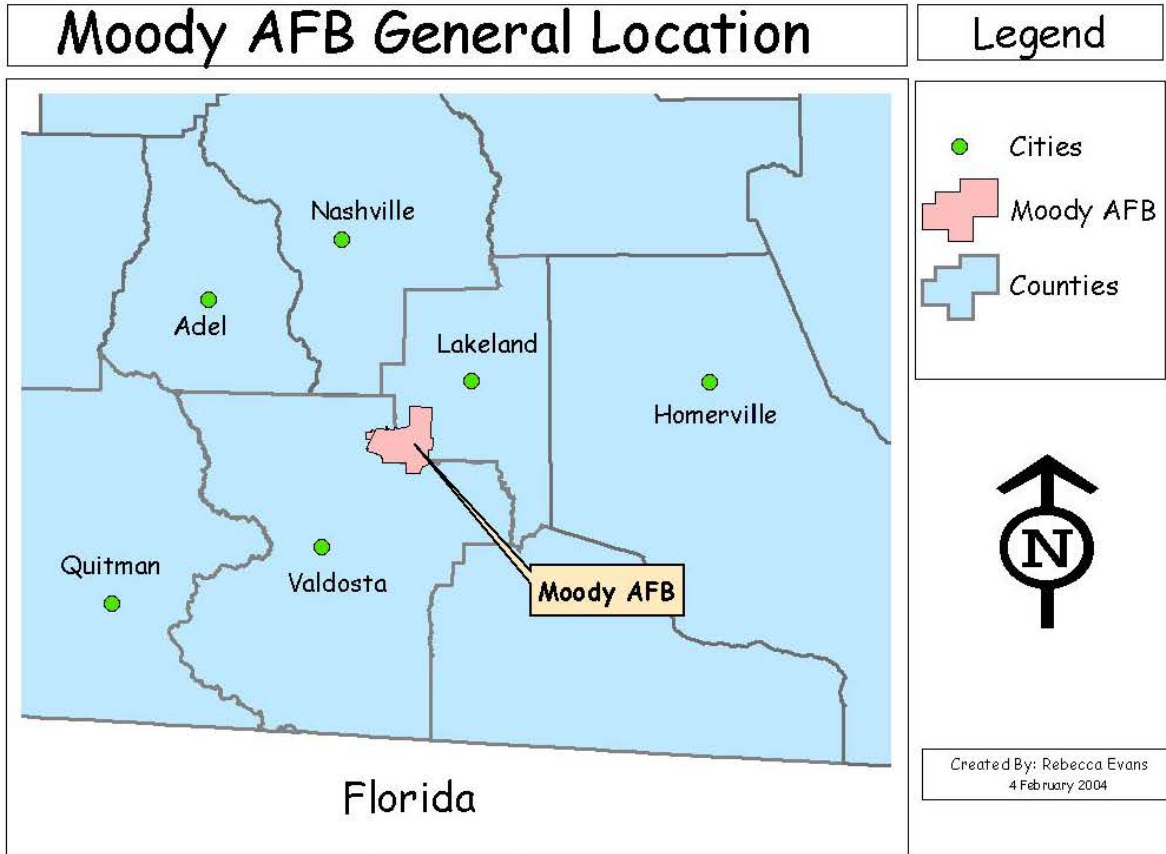 Moody AFB General Location
Legend
Cities
Moody AFB
Counties
Nashville
Adel
Lakeland
Homerville
Quitman
Valdosta
Moody AFB
Florida
N
Created By: Rebecca Evans
4 February 2004